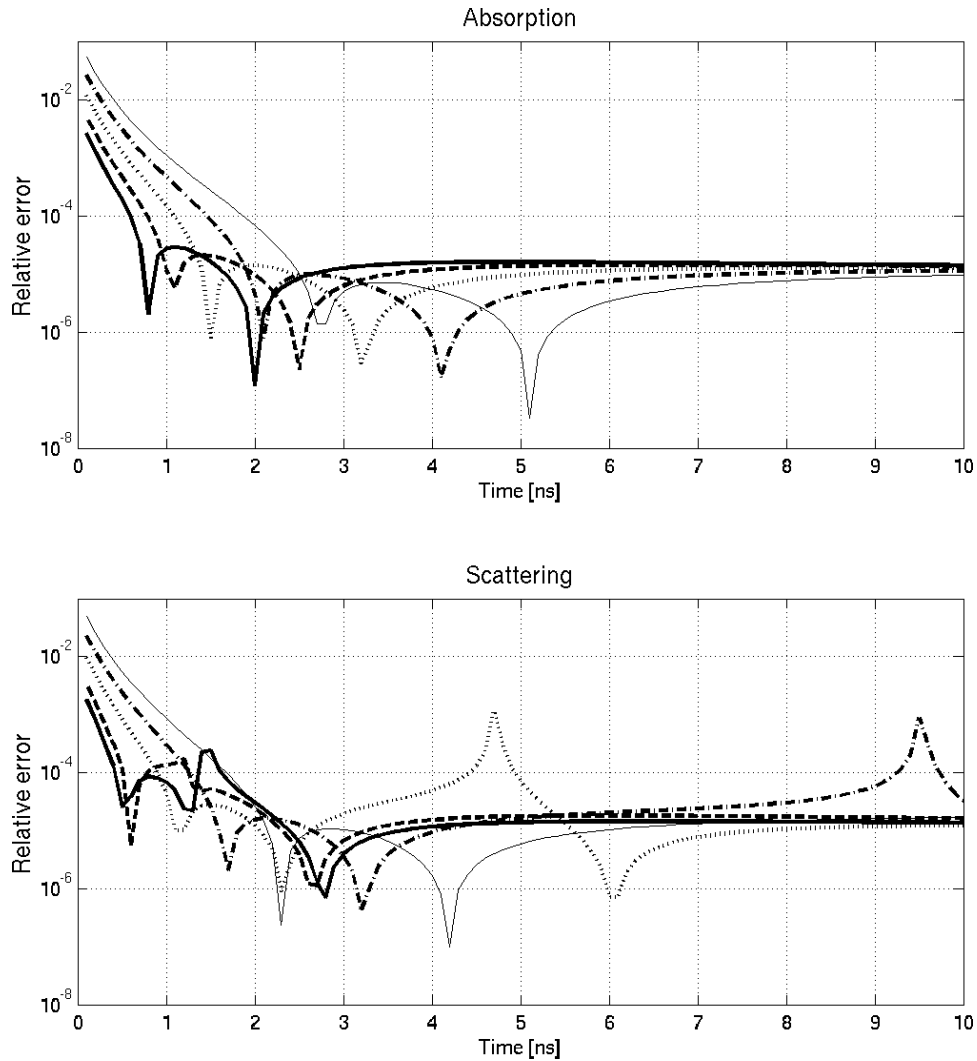 Absorption
Relative error
10^-2
10^-4
10^-6
10^-8
0 1 2 3 4 5 6 7 8 9 10
Time [ns]
Scattering
Relative error
10^-2
10^-4
10^-6
10^-8
0 1 2 3 4 5 6 7 8 9 10
Time [ns]